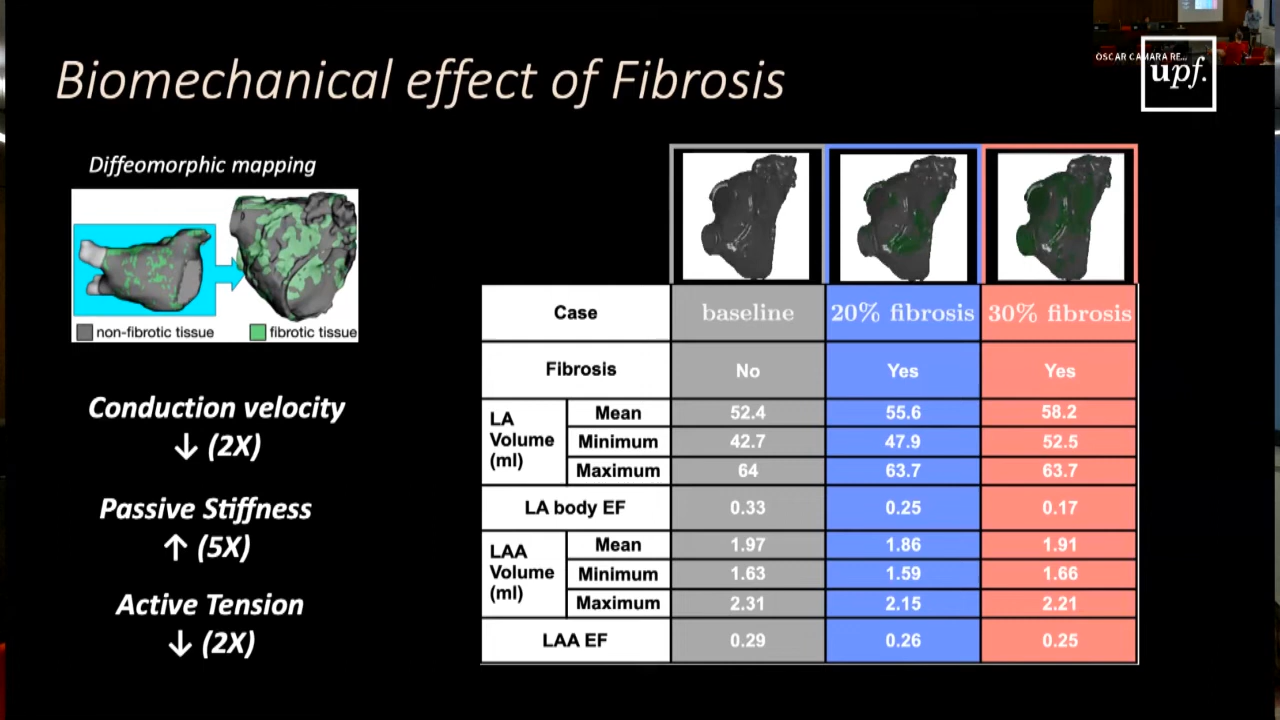 Biomechanical effect of Fibrosis
OSCAR CAMARA RE...
upf.
Diffeomorphic mapping
non-fibrotic tissue
fibrotic tissue
Conduction velocity
↓ (2X)
Passive Stiffness
↑ (5X)
Active Tension
↓ (2X)
Case baseline 20% fibrosis 30% fibrosis
Fibrosis No Yes Yes
LA Volume (ml)
Mean 52.4 55.6 58.2
Minimum 42.7 47.9 52.5
Maximum 64 63.7 63.7
LA body EF 0.33 0.25 0.17
LAA Volume (ml)
Mean 1.97 1.86 1.91
Minimum 1.63 1.59 1.66
Maximum 2.31 2.15 2.21
LAA EF 0.29 0.26 0.25